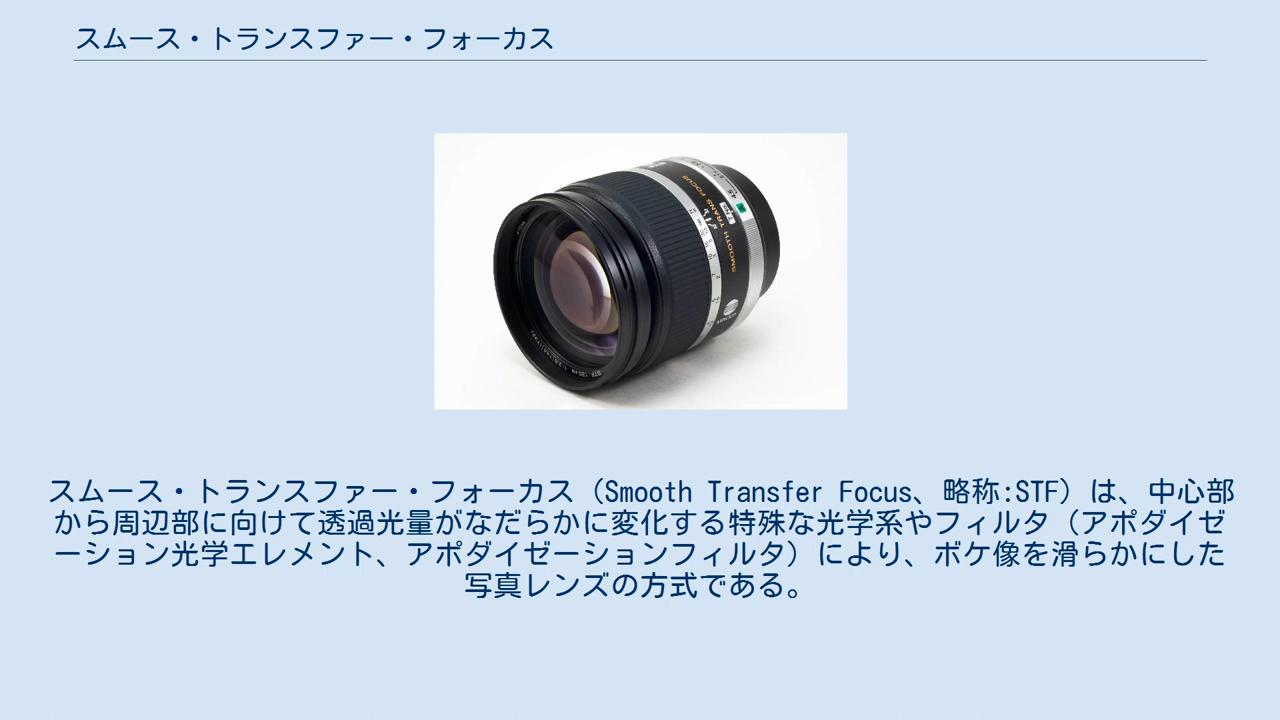 スムース・トランスファー・フォーカス
SMOOTH TRANS FOCUS
スムース・トランスファー・フォーカス（Smooth Transfer Focus、略称:STF）は、中心部
から周辺部に向けて透過光量がなだらかに変化する特殊な光学系やフィルタ（アポダイゼ
ーション光学エレメント、アポダイゼーションフィルタ）により、ボケ像を滑らかにした
写真レンズの方式である。